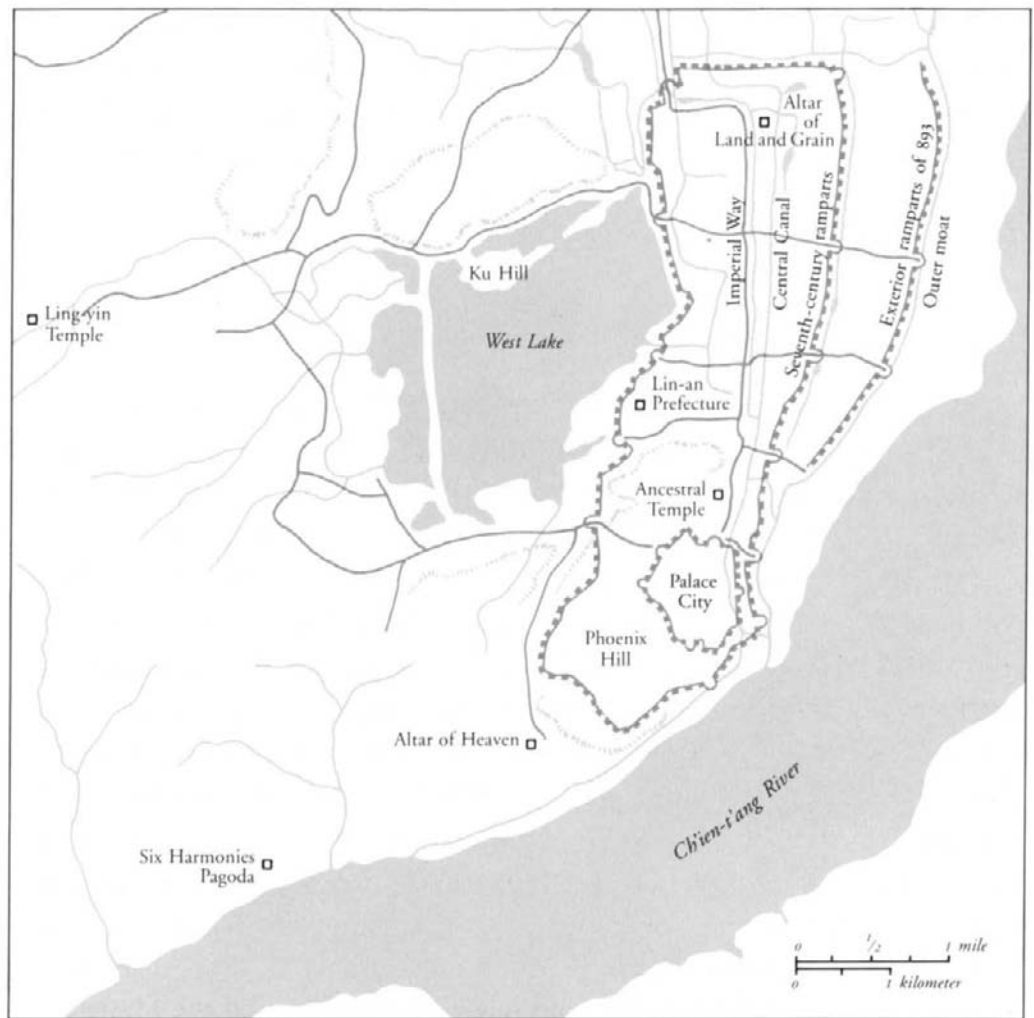 Altar
of
Land and Grain
Imperial Way
Central Canal
Seventh-century ramparts
Exterior ramparts of 893
Outer moat
Ku Hill
Ling-yin
Temple
West Lake
Lin-an
Prefecture
Ancestral
Temple
Palace
City
Phoenix
Hill
Altar of Heaven
Ch'ien-t'ang River
Six Harmonies
Pagoda
0 1/2 1 mile
0 1 kilometer